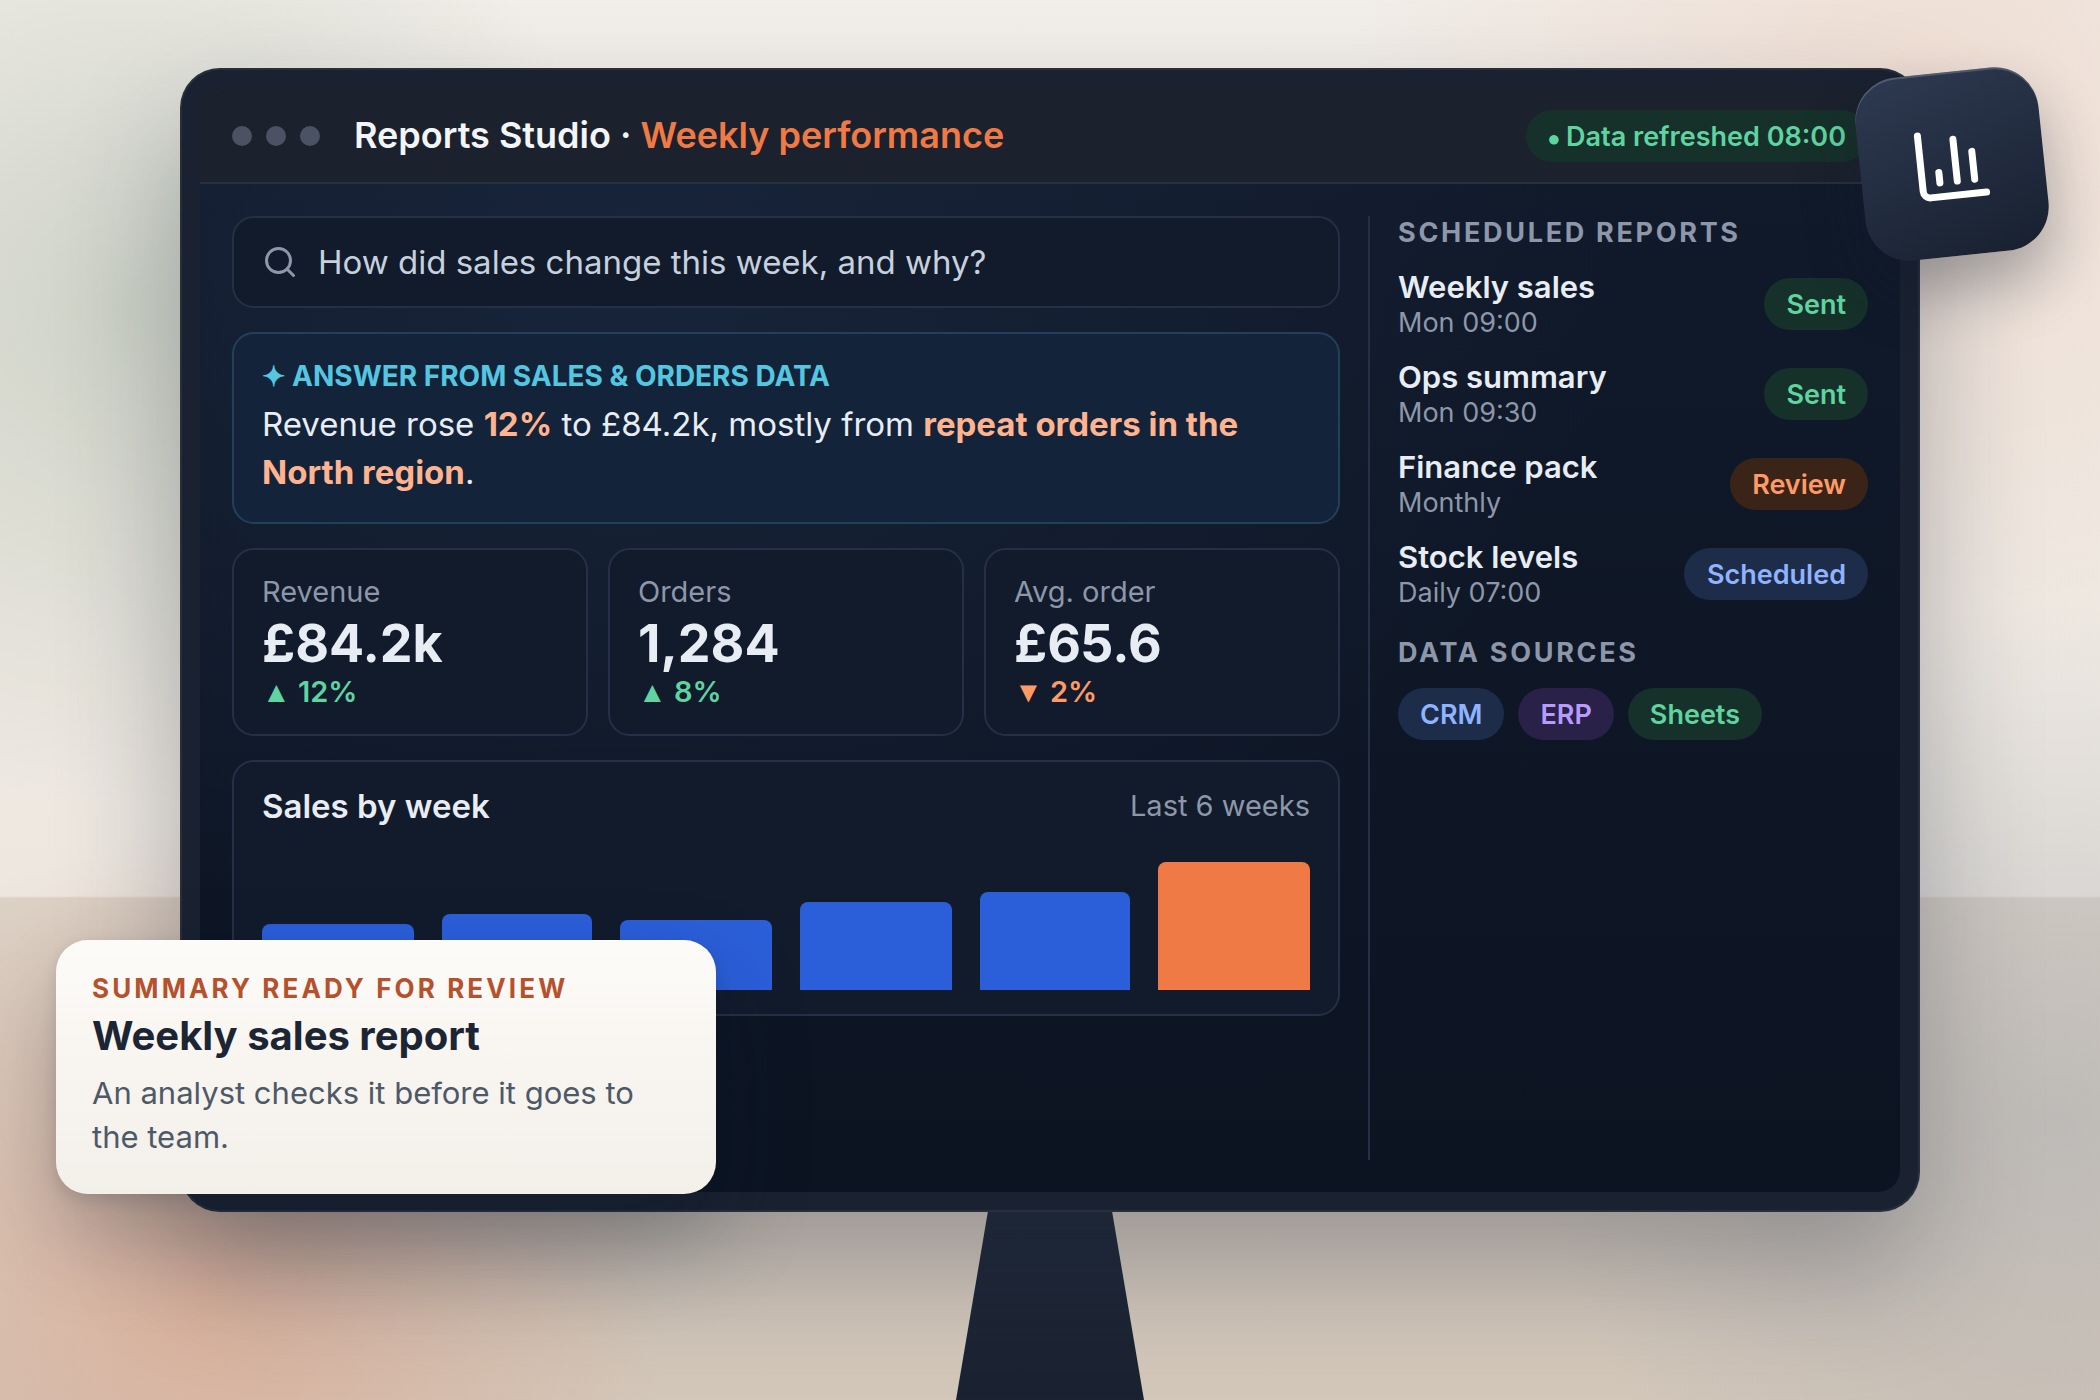 Reports Studio · Weekly performance
● Data refreshed 08:00
How did sales change this week, and why?
✦ ANSWER FROM SALES & ORDERS DATA
Revenue rose 12% to £84.2k, mostly from repeat orders in the
North region.
Revenue
£84.2k
▲ 12%
Orders
1,284
▲ 8%
Avg. order
£65.6
▼ 2%
Sales by week
Last 6 weeks
SCHEDULED REPORTS
Weekly sales
Mon 09:00
Sent
Ops summary
Mon 09:30
Sent
Finance pack
Monthly
Review
Stock levels
Daily 07:00
Scheduled
DATA SOURCES
CRM
ERP
Sheets
SUMMARY READY FOR REVIEW
Weekly sales report
An analyst checks it before it goes to
the team.